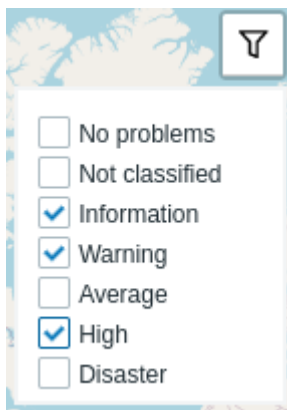 No problems
Not classified
Information
Warning
Average
High
Disaster